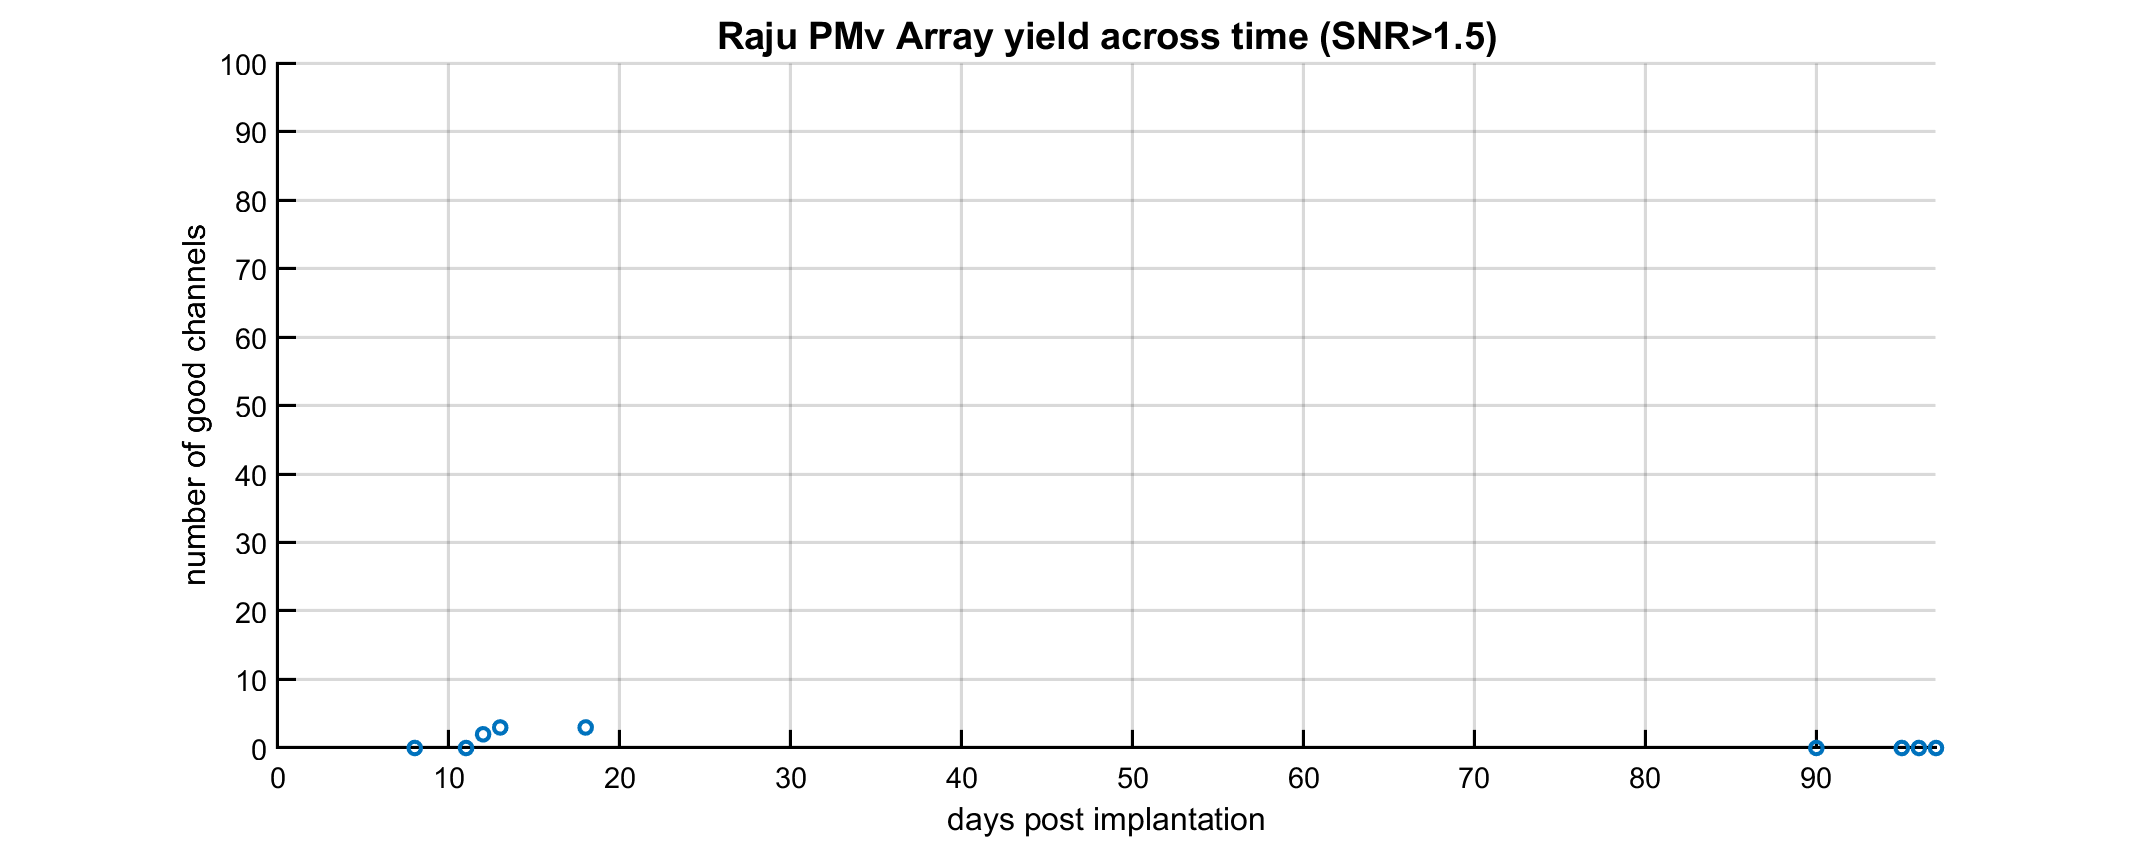 Raju PMv Array yield across time (SNR>1.5)
100
90
80
70
60
50
40
30
20
10
0
number of good channels
0 10 20 30 40 50 60 70 80 90
days post implantation